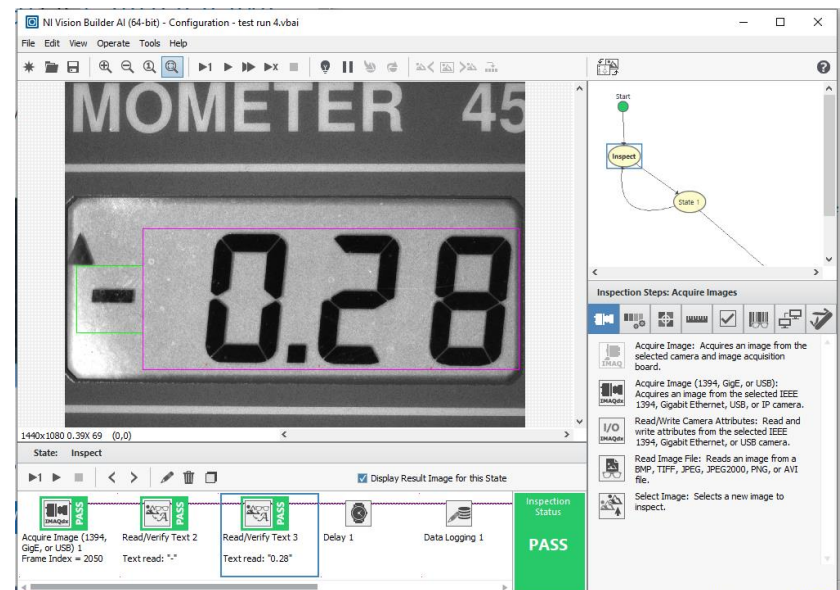 NI Vision Builder AI (64-bit) - Configuration - test run 4.vbai
File Edit View Operate Tools Help
1
x
1
MOMETER 45
- 0.28
1440x1080 0.39X 69 (0,0)
State: Inspect
1
Display Result Image for this State
IMAQdx
PASS
Acquire Image (1394,
GigE, or USB) 1
Frame Index = 2050
A
PASS
Read/Verify Text 2
Text read: "-"
A
PASS
Read/Verify Text 3
Text read: "0.28"
Delay 1
Data Logging 1
Inspection
Status
PASS
Start
Inspect
State 1
Inspection Steps: Acquire Images
IMAQ
Acquire Image: Acquires an image from the
selected camera and image acquisition
board.
IMAQdx
Acquire Image (1394, GigE, or USB):
Acquires an image from the selected IEEE
1394, Gigabit Ethernet, USB, or IP camera.
I/O
IMAQdx
Read/Write Camera Attributes: Read and
write attributes from the selected IEEE
1394, Gigabit Ethernet, or USB camera.
Read Image File: Reads an image from a
BMP, TIFF, JPEG, JPEG2000, PNG, or AVI
file.
Select Image: Selects a new image to
inspect.